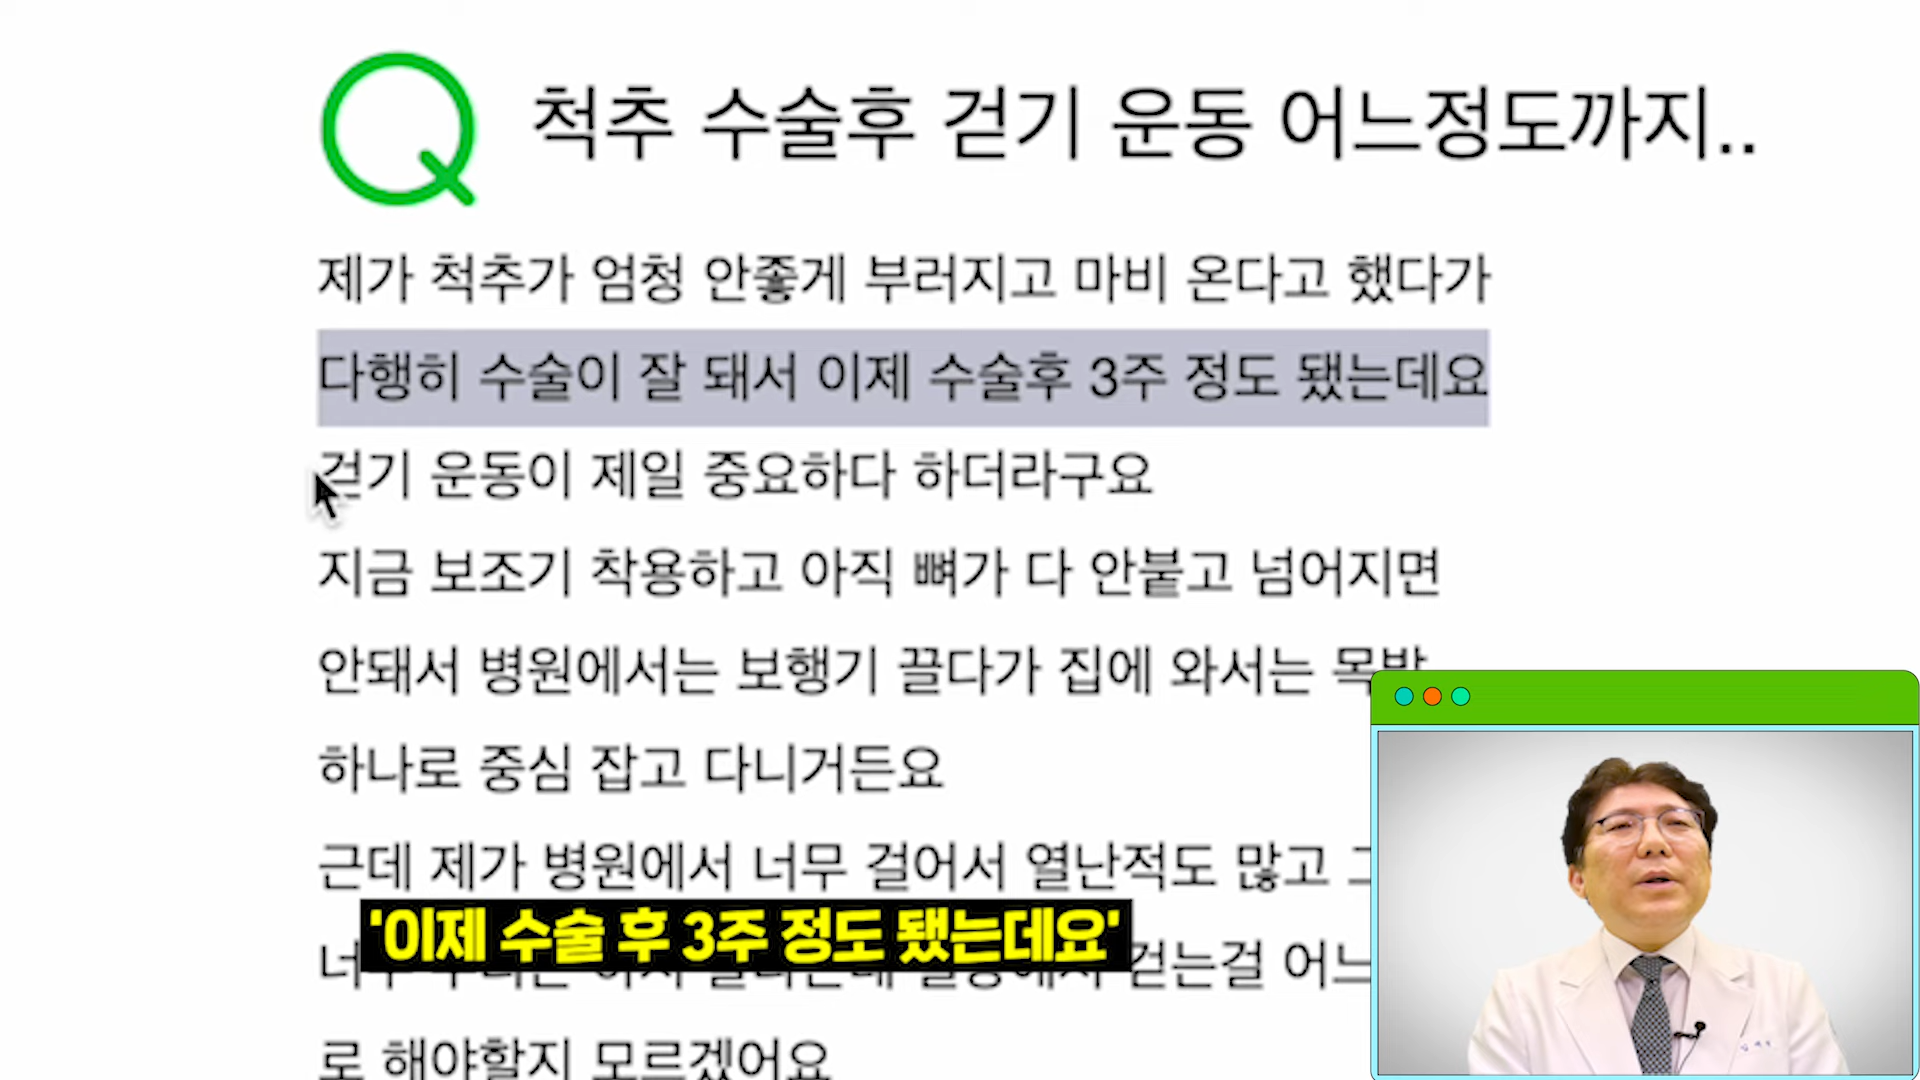 Q 척추 수술후 걷기 운동 어느정도까지..
제가 척추가 엄청 안좋게 부러지고 마비 온다고 했다가
다행히 수술이 잘 돼서 이제 수술후 3주 정도 됐는데요
걷기 운동이 제일 중요하다 하더라구요
지금 보조기 착용하고 아직 뼈가 다 안붙고 넘어지면
안돼서 병원에서는 보행기 끌다가 집에 와서는 목발
하나로 중심 잡고 다니거든요
근데 제가 병원에서 너무 걸어서 열난적도 많고
'이제 수술 후 3주 정도 됐는데요'
걷는걸
로 해야할지 모르겠어요